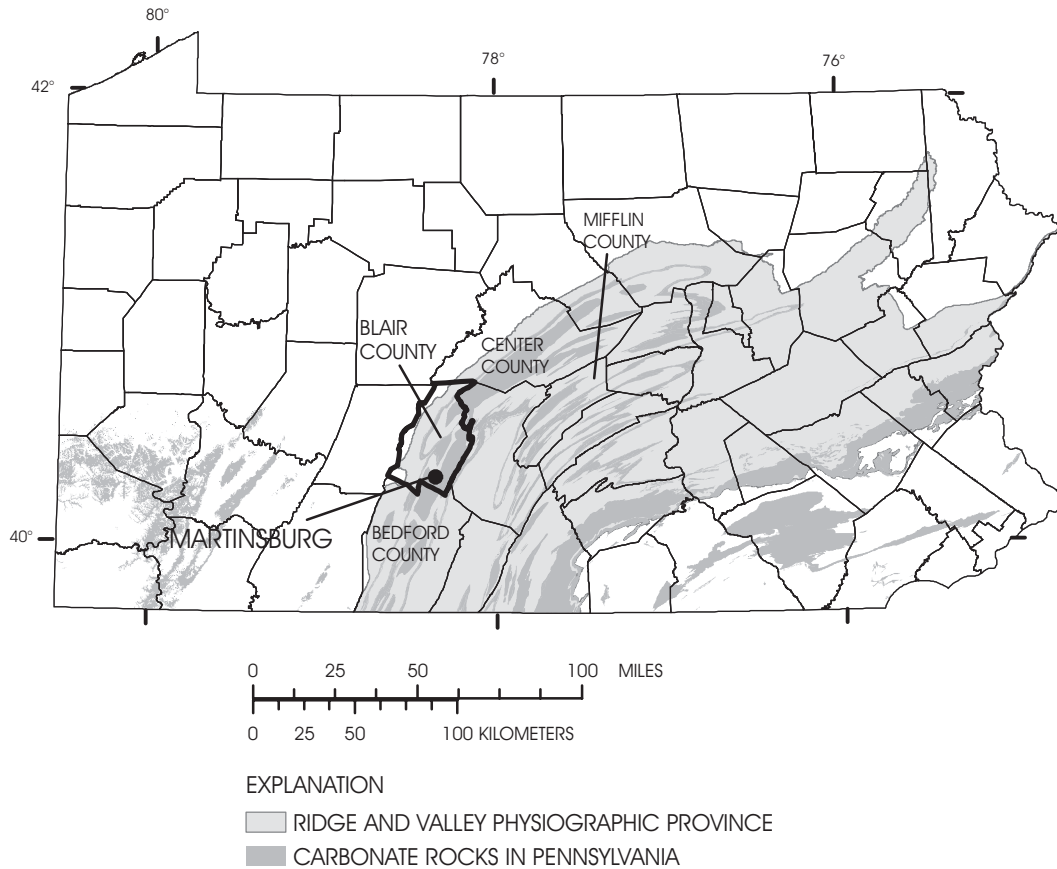 80°
78°
76°
42°
MIFFLIN
COUNTY
BLAIR
COUNTY
CENTER
COUNTY
40°
MARTINSBURG
BEDFORD
COUNTY
0 25 50 100 MILES
0 25 50 100 KILOMETERS
EXPLANATION
RIDGE AND VALLEY PHYSIOGRAPHIC PROVINCE
CARBONATE ROCKS IN PENNSYLVANIA